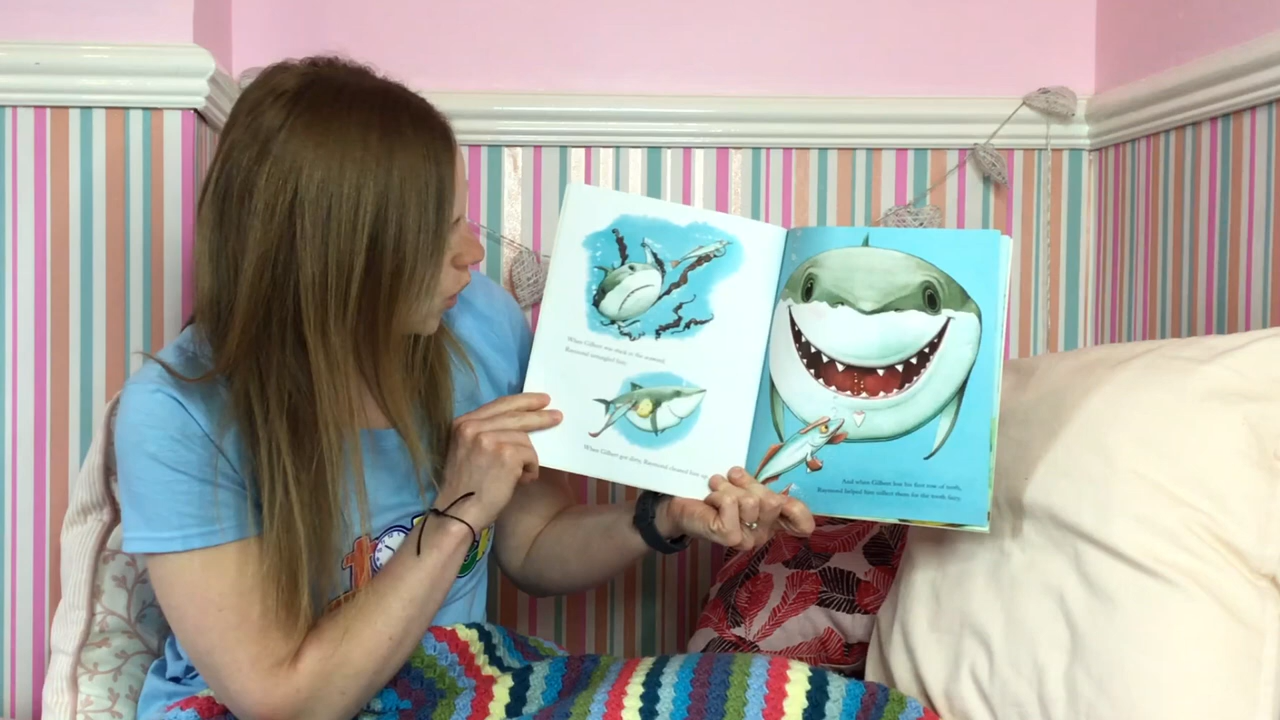 When Gilbert was stuck in the seaweed,
Raymond untangled him.
When Gilbert got dirty, Raymond cleaned him up.
And when Gilbert lost his first row of teeth,
Raymond helped him collect them for the tooth fairy.